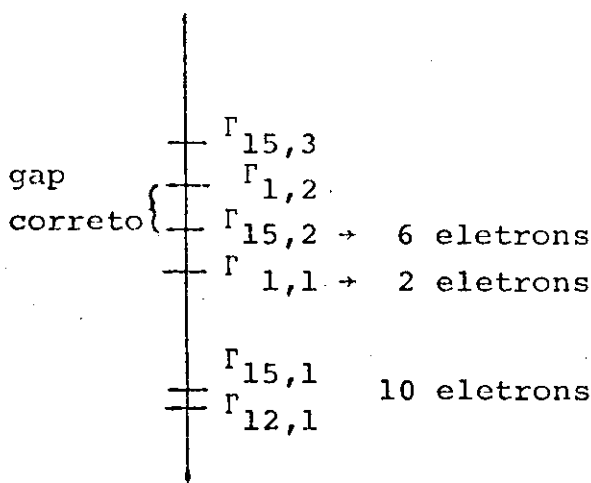 Γ15,3
gap Γ1,2
correto{ Γ15,2 → 6 eletrons
Γ1,1 → 2 eletrons
Γ15,1
10 eletrons
Γ12,1